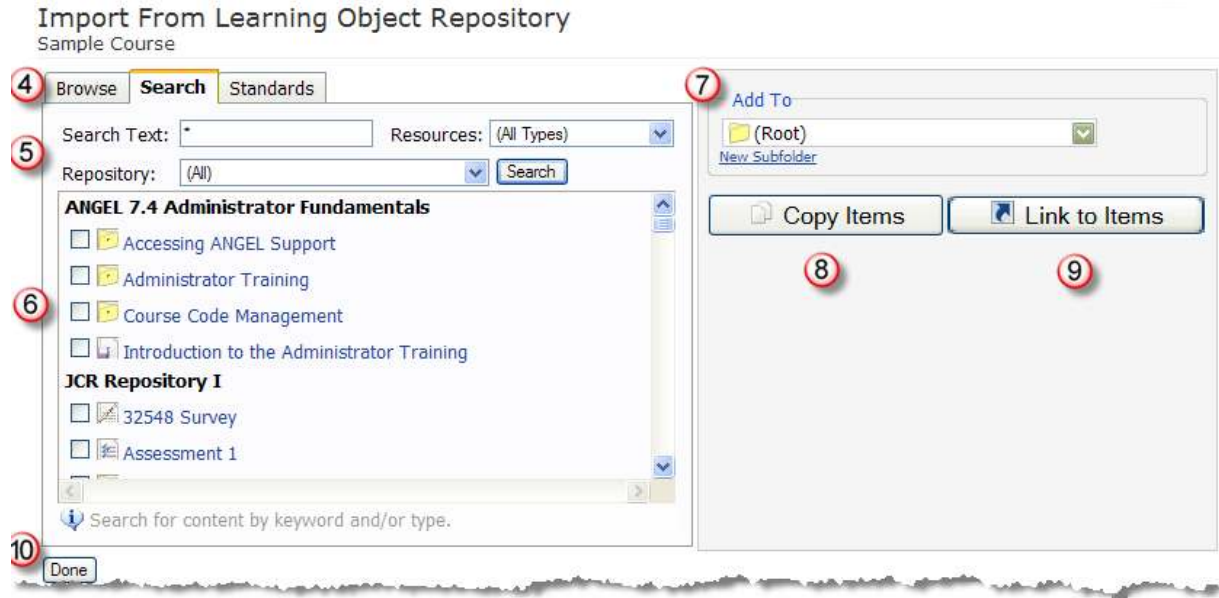 Import From Learning Object Repository
Sample Course
4
Browse Search Standards
Search Text: * Resources: (All Types)
5
Repository: (All) Search
ANGEL 7.4 Administrator Fundamentals
Accessing ANGEL Support
Administrator Training
6
Course Code Management
Introduction to the Administrator Training
JCR Repository I
32548 Survey
Assessment 1
Search for content by keyword and/or type.
10
Done
7
Add To
(Root)
New Subfolder
Copy Items Link to Items
8 9